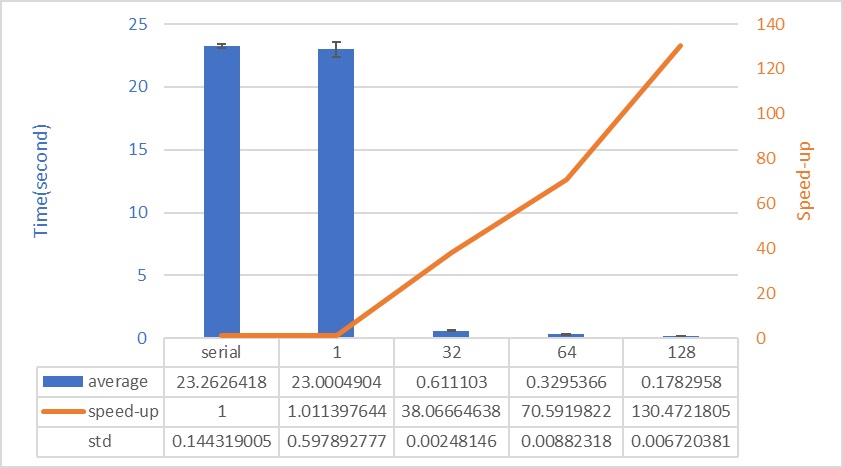 25 140
120
20
100
15 80
60
10
40
5
20
0 0
Time(second)
Speed-up
serial 1 32 64 128
average 23.2626418 23.0004904 0.611103 0.3295366 0.1782958
speed-up 1 1.011397644 38.06664638 70.5919822 130.4721805
std 0.144319005 0.597892777 0.00248146 0.00882318 0.006720381